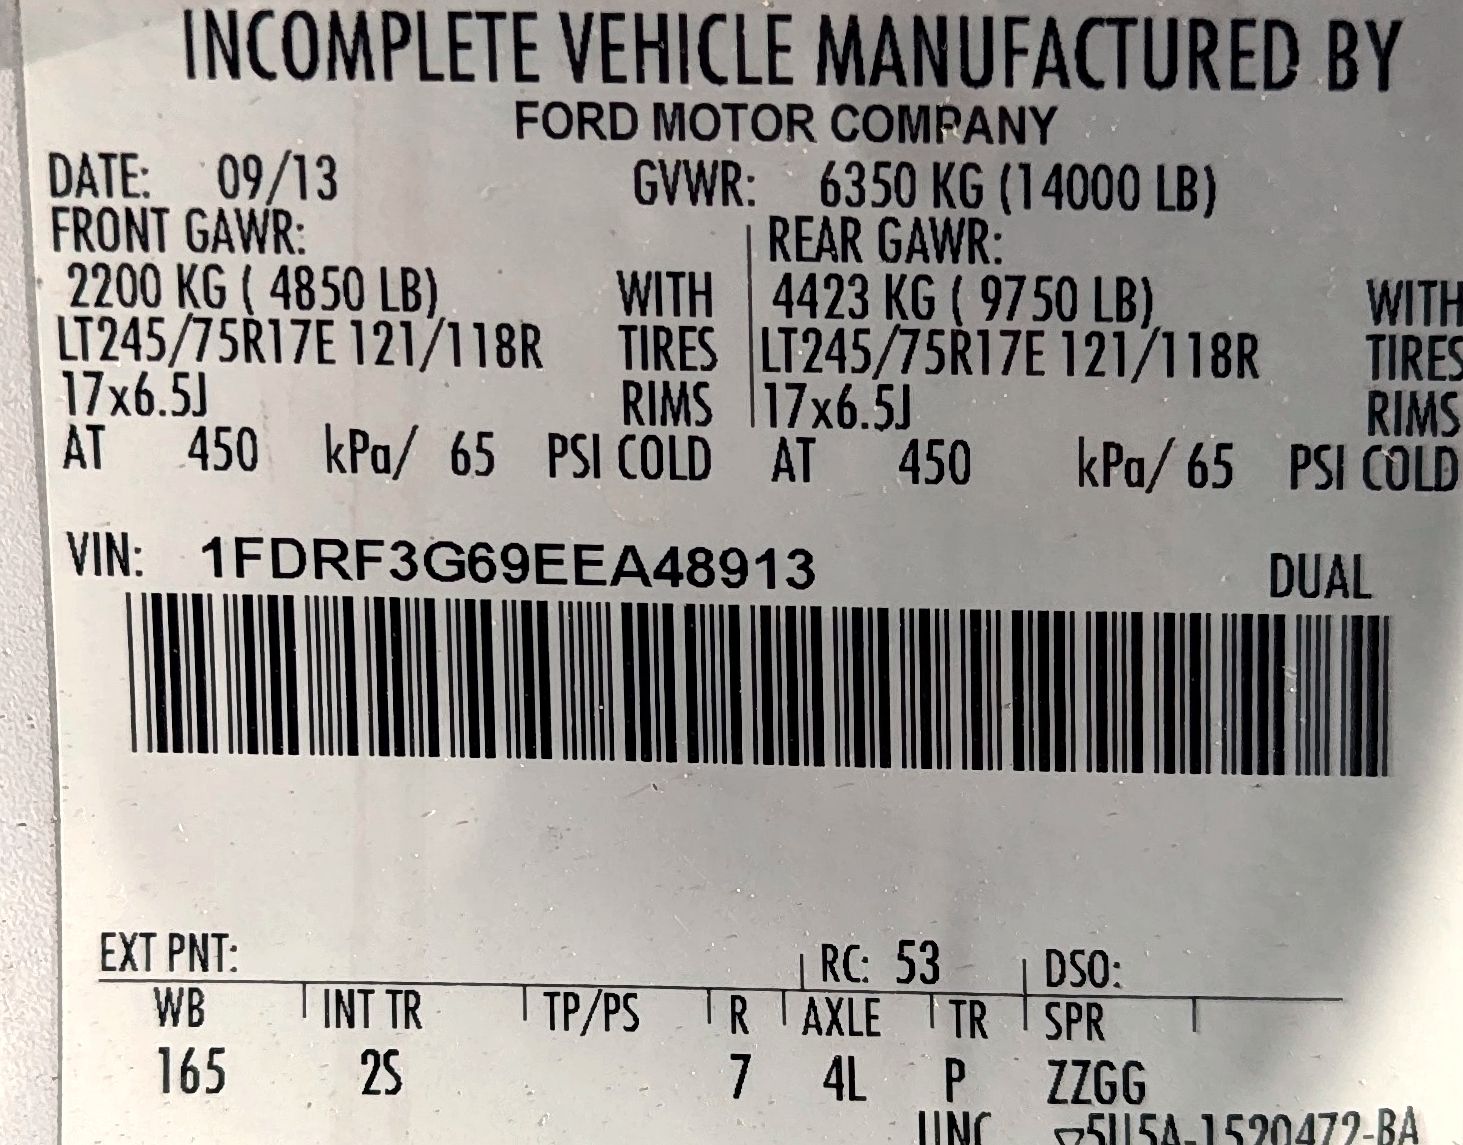 INCOMPLETE VEHICLE MANUFACTURED BY
FORD MOTOR COMPANY
DATE: 09/13 GVWR: 6350 KG (14000 LB)
FRONT GAWR: REAR GAWR:
2200 KG ( 4850 LB) WITH 4423 KG ( 9750 LB) WITH
LT245/75R17E 121/118R TIRES LT245/75R17E 121/118R TIRES
17x6.5J RIMS 17x6.5J RIMS
AT 450 kPa/ 65 PSI COLD AT 450 kPa/ 65 PSI COLD
VIN: 1FDRF3G69EEA48913 DUAL
EXT PNT: RC: 53 DSO:
WB INT TR TP/PS R AXLE TR SPR
165 2S 7 4L P ZZGG
5U5A-1520472-BA